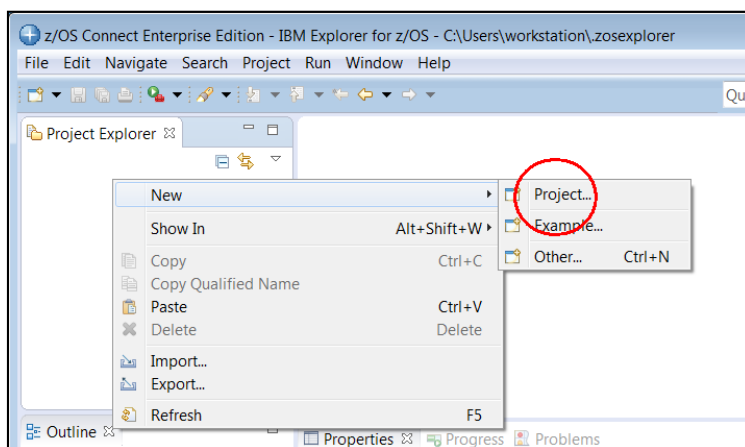 z/OS Connect Enterprise Edition - IBM Explorer for z/OS - C:\Users\workstation\.zosexplorer
File Edit Navigate Search Project Run Window Help
Qu
Project Explorer
New
Project...
Show In Alt+Shift+W
Example...
Copy Ctrl+C
Other... Ctrl+N
Copy Qualified Name
Paste Ctrl+V
Delete Delete
Import...
Export...
Refresh F5
Outline
Properties Progress Problems